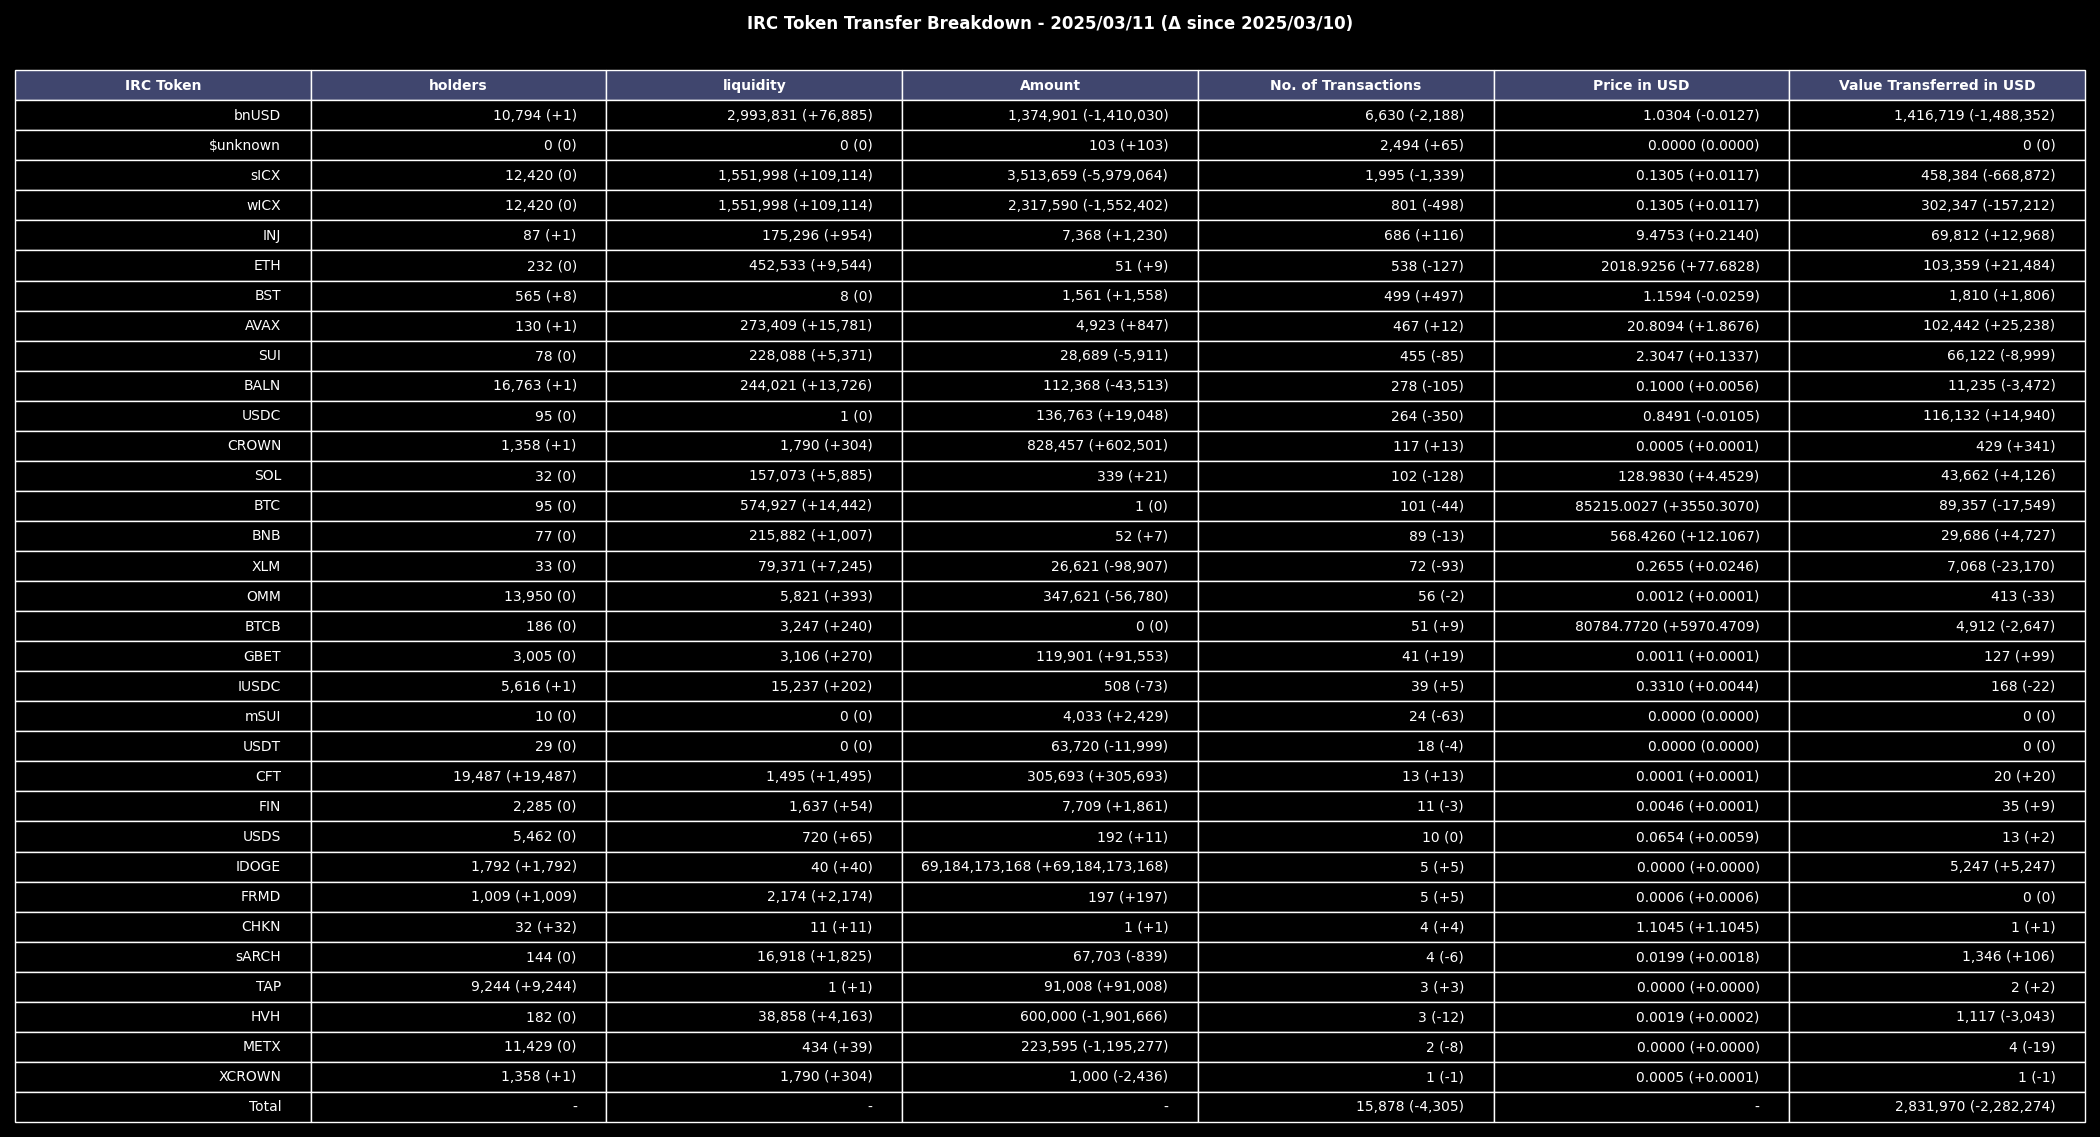 IRC Token Transfer Breakdown - 2025/03/11 (Δ since 2025/03/10)
IRC Token holders liquidity Amount No. of Transactions Price in USD Value Transferred in USD
bnUSD 10,794 (+1) 2,993,831 (+76,885) 1,374,901 (-1,410,030) 6,630 (-2,188) 1.0304 (-0.0127) 1,416,719 (-1,488,352)
$unknown 0 (0) 0 (0) 103 (+103) 2,494 (+65) 0.0000 (0.0000) 0 (0)
sICX 12,420 (0) 1,551,998 (+109,114) 3,513,659 (-5,979,064) 1,995 (-1,339) 0.1305 (+0.0117) 458,384 (-668,872)
wICX 12,420 (0) 1,551,998 (+109,114) 2,317,590 (-1,552,402) 801 (-498) 0.1305 (+0.0117) 302,347 (-157,212)
INJ 87 (+1) 175,296 (+954) 7,368 (+1,230) 686 (+116) 9.4753 (+0.2140) 69,812 (+12,968)
ETH 232 (0) 452,533 (+9,544) 51 (+9) 538 (-127) 2018.9256 (+77.6828) 103,359 (+21,484)
BST 565 (+8) 8 (0) 1,561 (+1,558) 499 (+497) 1.1594 (-0.0259) 1,810 (+1,806)
AVAX 130 (+1) 273,409 (+15,781) 4,923 (+847) 467 (+12) 20.8094 (+1.8676) 102,442 (+25,238)
SUI 78 (0) 228,088 (+5,371) 28,689 (-5,911) 455 (-85) 2.3047 (+0.1337) 66,122 (-8,999)
BALN 16,763 (+1) 244,021 (+13,726) 112,368 (-43,513) 278 (-105) 0.1000 (+0.0056) 11,235 (-3,472)
USDC 95 (0) 1 (0) 136,763 (+19,048) 264 (-350) 0.8491 (-0.0105) 116,132 (+14,940)
CROWN 1,358 (+1) 1,790 (+304) 828,457 (+602,501) 117 (+13) 0.0005 (+0.0001) 429 (+341)
SOL 32 (0) 157,073 (+5,885) 339 (+21) 102 (-128) 128.9830 (+4.4529) 43,662 (+4,126)
BTC 95 (0) 574,927 (+14,442) 1 (0) 101 (-44) 85215.0027 (+3550.3070) 89,357 (-17,549)
BNB 77 (0) 215,882 (+1,007) 52 (+7) 89 (-13) 568.4260 (+12.1067) 29,686 (+4,727)
XLM 33 (0) 79,371 (+7,245) 26,621 (-98,907) 72 (-93) 0.2655 (+0.0246) 7,068 (-23,170)
OMM 13,950 (0) 5,821 (+393) 347,621 (-56,780) 56 (-2) 0.0012 (+0.0001) 413 (-33)
BTCB 186 (0) 3,247 (+240) 0 (0) 51 (+9) 80784.7720 (+5970.4709) 4,912 (-2,647)
GBET 3,005 (0) 3,106 (+270) 119,901 (+91,553) 41 (+19) 0.0011 (+0.0001) 127 (+99)
IUSDC 5,616 (+1) 15,237 (+202) 508 (-73) 39 (+5) 0.3310 (+0.0044) 168 (-22)
mSUI 10 (0) 0 (0) 4,033 (+2,429) 24 (-63) 0.0000 (0.0000) 0 (0)
USDT 29 (0) 0 (0) 63,720 (-11,999) 18 (-4) 0.0000 (0.0000) 0 (0)
CFT 19,487 (+19,487) 1,495 (+1,495) 305,693 (+305,693) 13 (+13) 0.0001 (+0.0001) 20 (+20)
FIN 2,285 (0) 1,637 (+54) 7,709 (+1,861) 11 (-3) 0.0046 (+0.0001) 35 (+9)
USDS 5,462 (0) 720 (+65) 192 (+11) 10 (0) 0.0654 (+0.0059) 13 (+2)
IDOGE 1,792 (+1,792) 40 (+40) 69,184,173,168 (+69,184,173,168) 5 (+5) 0.0000 (+0.0000) 5,247 (+5,247)
FRMD 1,009 (+1,009) 2,174 (+2,174) 197 (+197) 5 (+5) 0.0006 (+0.0006) 0 (0)
CHKN 32 (+32) 11 (+11) 1 (+1) 4 (+4) 1.1045 (+1.1045) 1 (+1)
sARCH 144 (0) 16,918 (+1,825) 67,703 (-839) 4 (-6) 0.0199 (+0.0018) 1,346 (+106)
TAP 9,244 (+9,244) 1 (+1) 91,008 (+91,008) 3 (+3) 0.0000 (+0.0000) 2 (+2)
HVH 182 (0) 38,858 (+4,163) 600,000 (-1,901,666) 3 (-12) 0.0019 (+0.0002) 1,117 (-3,043)
METX 11,429 (0) 434 (+39) 223,595 (-1,195,277) 2 (-8) 0.0000 (+0.0000) 4 (-19)
XCROWN 1,358 (+1) 1,790 (+304) 1,000 (-2,436) 1 (-1) 0.0005 (+0.0001) 1 (-1)
Total - - - 15,878 (-4,305) - 2,831,970 (-2,282,274)